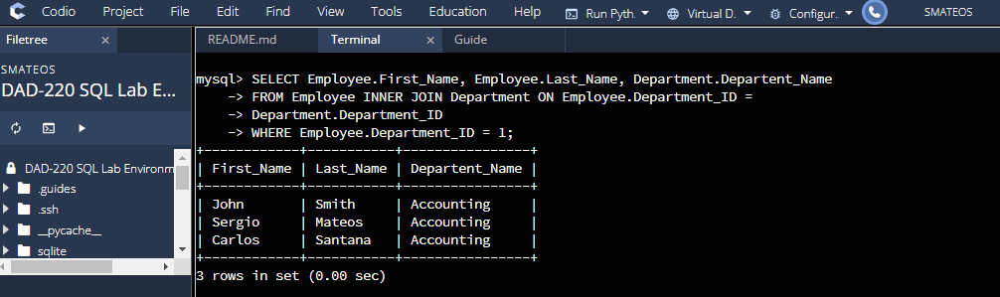 Codio Project File Edit Find View Tools Education Help Run Pyth. Virtual D. Configur. SMATEOS
Filetree × README.md Terminal × Guide
SMATEOS
DAD-220 SQL Lab En...
DAD-220 SQL Lab Environm
.guides
.ssh
__pycache__
sqlite
mysql> SELECT Employee.First_Name, Employee.Last_Name, Department.Departent_Name
-> FROM Employee INNER JOIN Department ON Employee.Department_ID =
-> Department.Department_ID
-> WHERE Employee.Department_ID = 1;
+------------+-----------+----------------+
| First_Name | Last_Name | Departent_Name |
+------------+-----------+----------------+
| John | Smith | Accounting |
| Sergio | Mateos | Accounting |
| Carlos | Santana | Accounting |
+------------+-----------+----------------+
3 rows in set (0.00 sec)